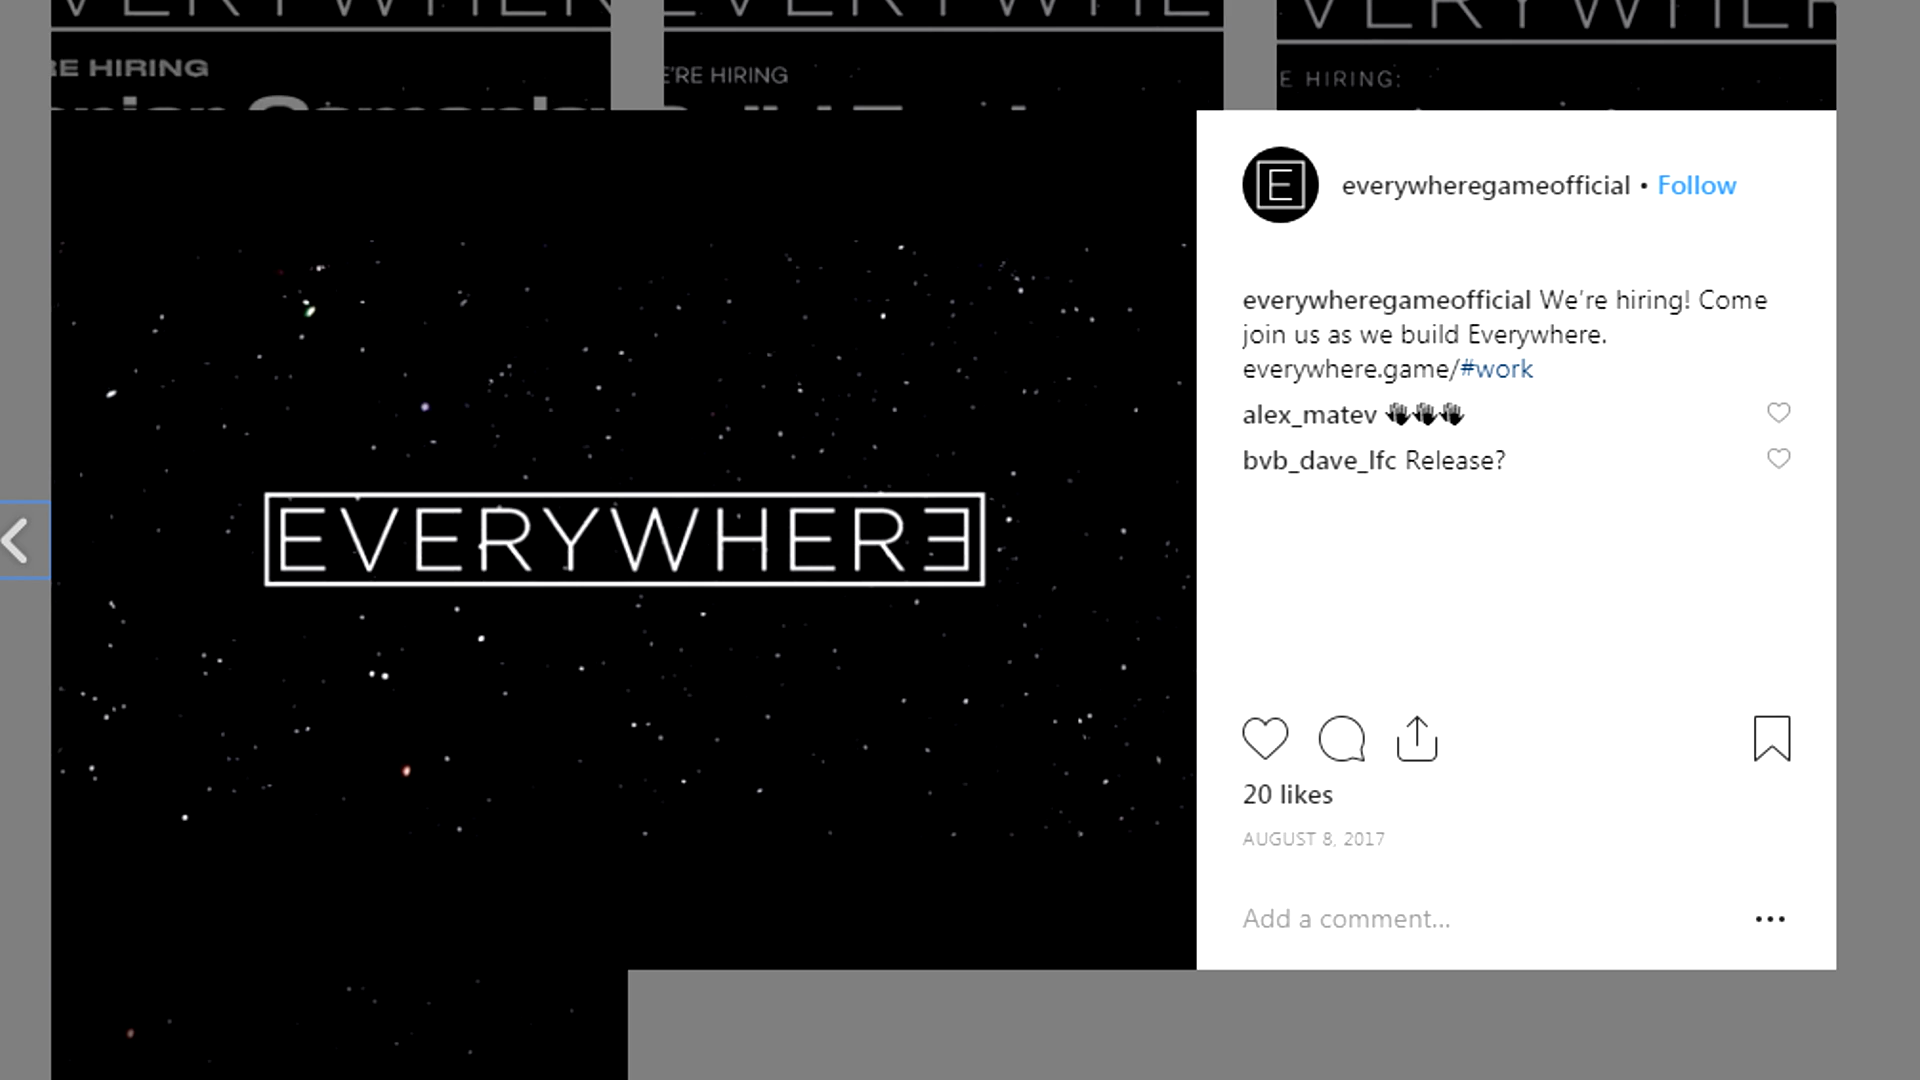 RE HIRING
E'RE HIRING
E HIRING:
EVERYWHERE
E
everywheregameofficial • Follow
everywheregameofficial We're hiring! Come
join us as we build Everywhere.
everywhere.game/#work
alex_matev 👋👋👋
bvb_dave_lfc Release?
20 likes
AUGUST 8, 2017
Add a comment...